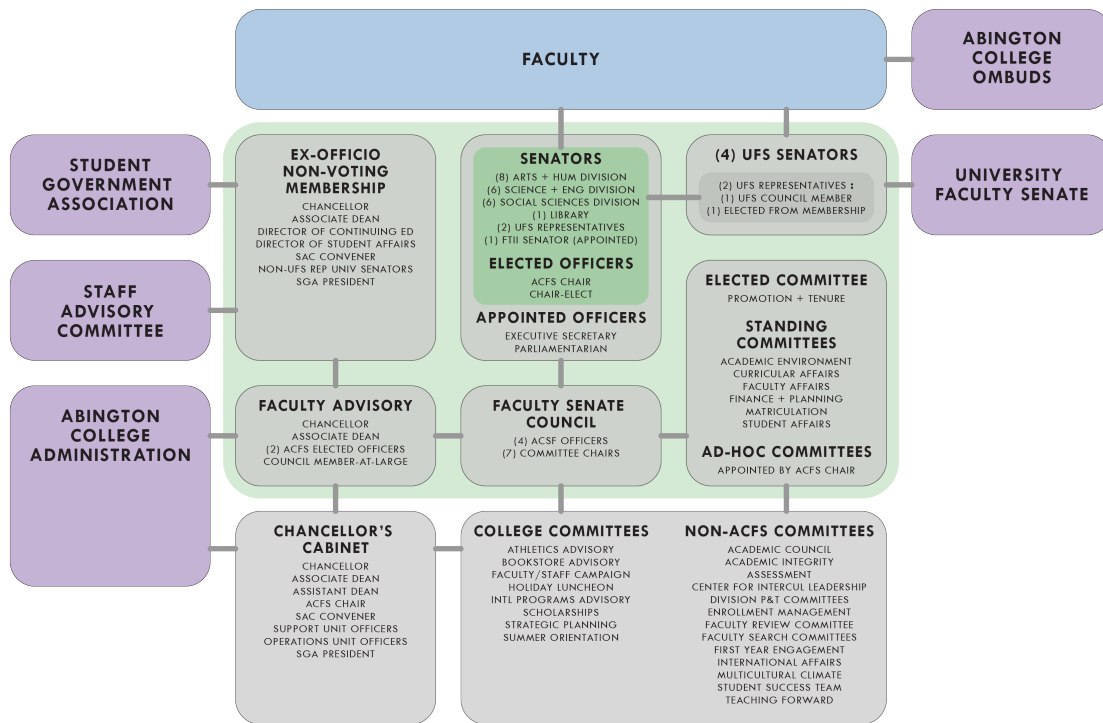 FACULTY
ABINGTON
COLLEGE
OMBUDS
STUDENT
GOVERNMENT
ASSOCIATION
EX-OFFICIO
NON-VOTING
MEMBERSHIP
CHANCELLOR
ASSOCIATE DEAN
DIRECTOR OF CONTINUING ED
DIRECTOR OF STUDENT AFFAIRS
SAC CONVENER
NON-UFS REP UNIV SENATORS
SGA PRESIDENT
SENATORS
(8) ARTS + HUM DIVISION
(6) SCIENCE + ENG DIVISION
(6) SOCIAL SCIENCES DIVISION
(1) LIBRARY
(2) UFS REPRESENTATIVES
(1) FTII SENATOR (APPOINTED)
ELECTED OFFICERS
ACFS CHAIR
CHAIR-ELECT
APPOINTED OFFICERS
EXECUTIVE SECRETARY
PARLIAMENTARIAN
(4) UFS SENATORS
(2) UFS REPRESENTATIVES :
(1) UFS COUNCIL MEMBER
(1) ELECTED FROM MEMBERSHIP
UNIVERSITY
FACULTY SENATE
STAFF
ADVISORY
COMMITTEE
ELECTED COMMITTEE
PROMOTION + TENURE
STANDING
COMMITTEES
ACADEMIC ENVIRONMENT
CURRICULAR AFFAIRS
FACULTY AFFAIRS
FINANCE + PLANNING
MATRICULATION
STUDENT AFFAIRS
AD-HOC COMMITTEES
APPOINTED BY ACFS CHAIR
ABINGTON
COLLEGE
ADMINISTRATION
FACULTY ADVISORY
CHANCELLOR
ASSOCIATE DEAN
(2) ACFS ELECTED OFFICERS
COUNCIL MEMBER-AT-LARGE
FACULTY SENATE
COUNCIL
(4) ACSF OFFICERS
(7) COMMITTEE CHAIRS
CHANCELLOR'S
CABINET
CHANCELLOR
ASSOCIATE DEAN
ASSISTANT DEAN
ACFS CHAIR
SAC CONVENER
SUPPORT UNIT OFFICERS
OPERATIONS UNIT OFFICERS
SGA PRESIDENT
COLLEGE COMMITTEES
ATHLETICS ADVISORY
BOOKSTORE ADVISORY
FACULTY/STAFF CAMPAIGN
HOLIDAY LUNCHEON
INTL PROGRAMS ADVISORY
SCHOLARSHIPS
STRATEGIC PLANNING
SUMMER ORIENTATION
NON-ACFS COMMITTEES
ACADEMIC COUNCIL
ACADEMIC INTEGRITY
ASSESSMENT
CENTER FOR INTERCUL LEADERSHIP
DIVISION P&T COMMITTEES
ENROLLMENT MANAGEMENT
FACULTY REVIEW COMMITTEE
FACULTY SEARCH COMMITTEES
FIRST YEAR ENGAGEMENT
INTERNATIONAL AFFAIRS
MULTICULTURAL CLIMATE
STUDENT SUCCESS TEAM
TEACHING FORWARD